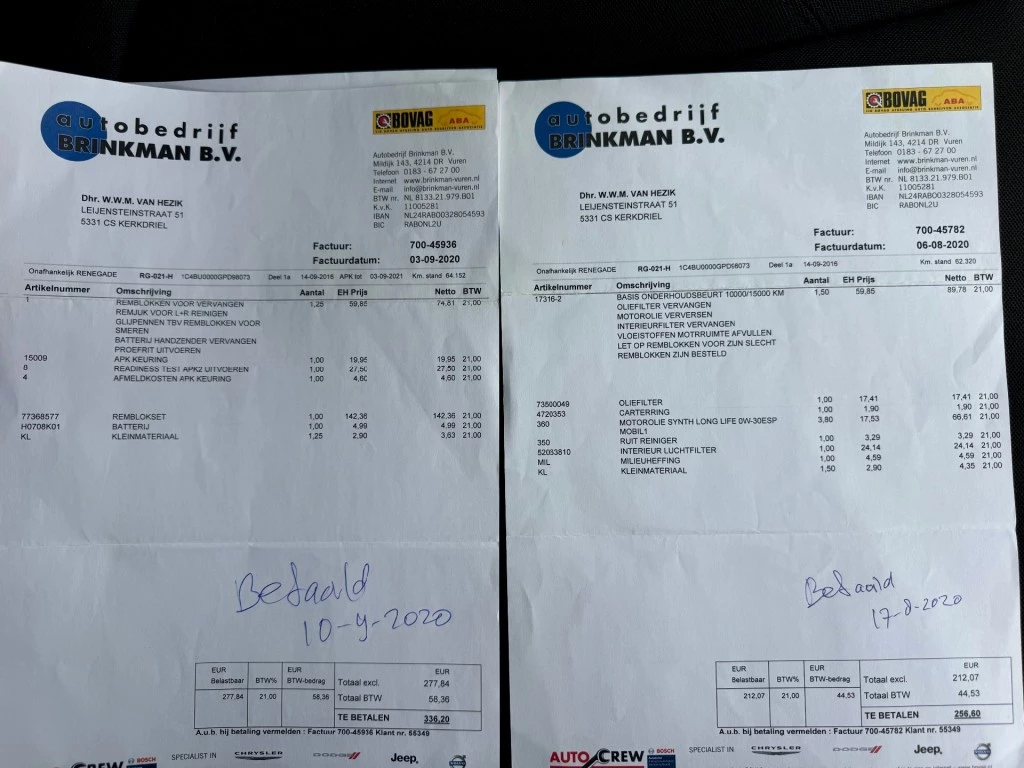 autobedrijf
BRINKMAN B.V.
BOVAG ABA
Autobedrijf Brinkman B.V.
Mildijk 143, 4214 DR Vuren
Telefoon 0183 - 67 27 00
Internet www.brinkman-vuren.nl
E-mail info@brinkman-vuren.nl
BTW nr. NL 8133.21.979.B01
K.v.K. 11005281
IBAN NL24RABO0328054593
BIC RABONL2U
Dhr. W.W.M. VAN HEZIK
LEIJENSTEINSTRAAT 51
5331 CS KERKDRIEL
Factuur: 700-45936
Factuurdatum: 03-09-2020
Onafhankelijk RENEGADE RG-021-H 1C4BU0000GPD98073 Deel 1a 14-09-2016 APK tot 03-09-2021 Km. stand 64.152
Artikelnummer Omschrijving Aantal EH Prijs Netto BTW
1 REMBLOKKEN VOOR VERVANGEN 1,25 59,85 74,81 21,00
REMJUK VOOR L+R REINIGEN
GLIJPENNEN TBV REMBLOKKEN VOOR
SMEREN
BATTERIJ HANDZENDER VERVANGEN
PROEFRIT UITVOEREN
15009 APK KEURING 1,00 19,95 19,95 21,00
8 READINESS TEST APK2 UITVOEREN 1,00 27,50 27,50 21,00
4 AFMELDKOSTEN APK KEURING 1,00 4,60 4,60 21,00
77368577 REMBLOKSET 1,00 142,36 142,36 21,00
H0708K01 BATTERIJ 1,00 4,99 4,99 21,00
KL KLEINMATERIAAL 1,25 2,90 3,63 21,00
Betaald
10-9-2020
EUR EUR EUR
Belastbaar BTW% BTW-bedrag Totaal excl. 277,84
277,84 21,00 58,36 Totaal BTW 58,36
TE BETALEN 336,20
A.u.b. bij betaling vermelden : Factuur 700-45936 Klant nr. 55349
CREW BOSCH SPECIALIST IN CHRYSLER DODGE Jeep
autobedrijf
BRINKMAN B.V.
BOVAG ABA
Autobedrijf Brinkman B.V.
Mildijk 143, 4214 DR Vuren
Telefoon 0183 - 67 27 00
Internet www.brinkman-vuren.nl
E-mail info@brinkman-vuren.nl
BTW nr. NL 8133.21.979.B01
K.v.K. 11005281
IBAN NL24RABO0328054593
BIC RABONL2U
Dhr. W.W.M. VAN HEZIK
LEIJENSTEINSTRAAT 51
5331 CS KERKDRIEL
Factuur: 700-45782
Factuurdatum: 06-08-2020
Onafhankelijk RENEGADE RG-021-H 1C4BU0000GPD98073 Deel 1a 14-09-2016 Km. stand 62.320
Artikelnummer Omschrijving Aantal EH Prijs Netto BTW
17316-2 BASIS ONDERHOUDSBEURT 10000/15000 KM 1,50 59,85 89,78 21,00
OLIEFILTER VERVANGEN
MOTOROLIE VERVERSEN
INTERIEURFILTER VERVANGEN
VLOEISTOFFEN MOTRRUIMTE AFVULLEN
LET OP REMBLOKKEN VOOR ZIJN SLECHT
REMBLOKKEN ZIJN BESTELD
73500049 OLIEFILTER 1,00 17,41 17,41 21,00
4720353 CARTERRING 1,00 1,90 1,90 21,00
360 MOTOROLIE SYNTH LONG LIFE 0W-30ESP 3,80 17,53 66,61 21,00
MOBIL1
350 RUIT REINIGER 1,00 3,29 3,29 21,00
52033810 INTERIEUR LUCHTFILTER 1,00 24,14 24,14 21,00
MIL MILIEUHEFFING 1,00 4,59 4,59 21,00
KL KLEINMATERIAAL 1,50 2,90 4,35 21,00
Betaald
17-8-2020
EUR EUR EUR
Belastbaar BTW% BTW-bedrag Totaal excl. 212,07
212,07 21,00 44,53 Totaal BTW 44,53
TE BETALEN 256,60
A.u.b. bij betaling vermelden : Factuur 700-45782 Klant nr. 55349
AUTO CREW BOSCH SPECIALIST IN CHRYSLER DODGE Jeep